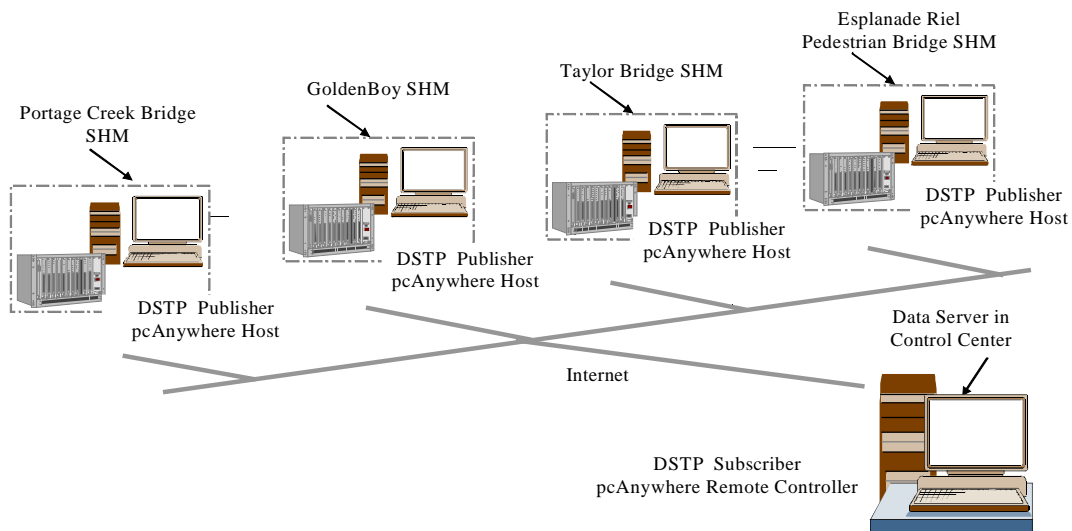 Esplanade Riel
Pedestrian Bridge SHM
Taylor Bridge SHM
GoldenBoy SHM
Portage Creek Bridge
SHM
DSTP Publisher
pcAnywhere Host
DSTP Publisher
pcAnywhere Host
DSTP Publisher
pcAnywhere Host
DSTP Publisher
pcAnywhere Host
Data Server in
Control Center
Internet
DSTP Subscriber
pcAnywhere Remote Controller